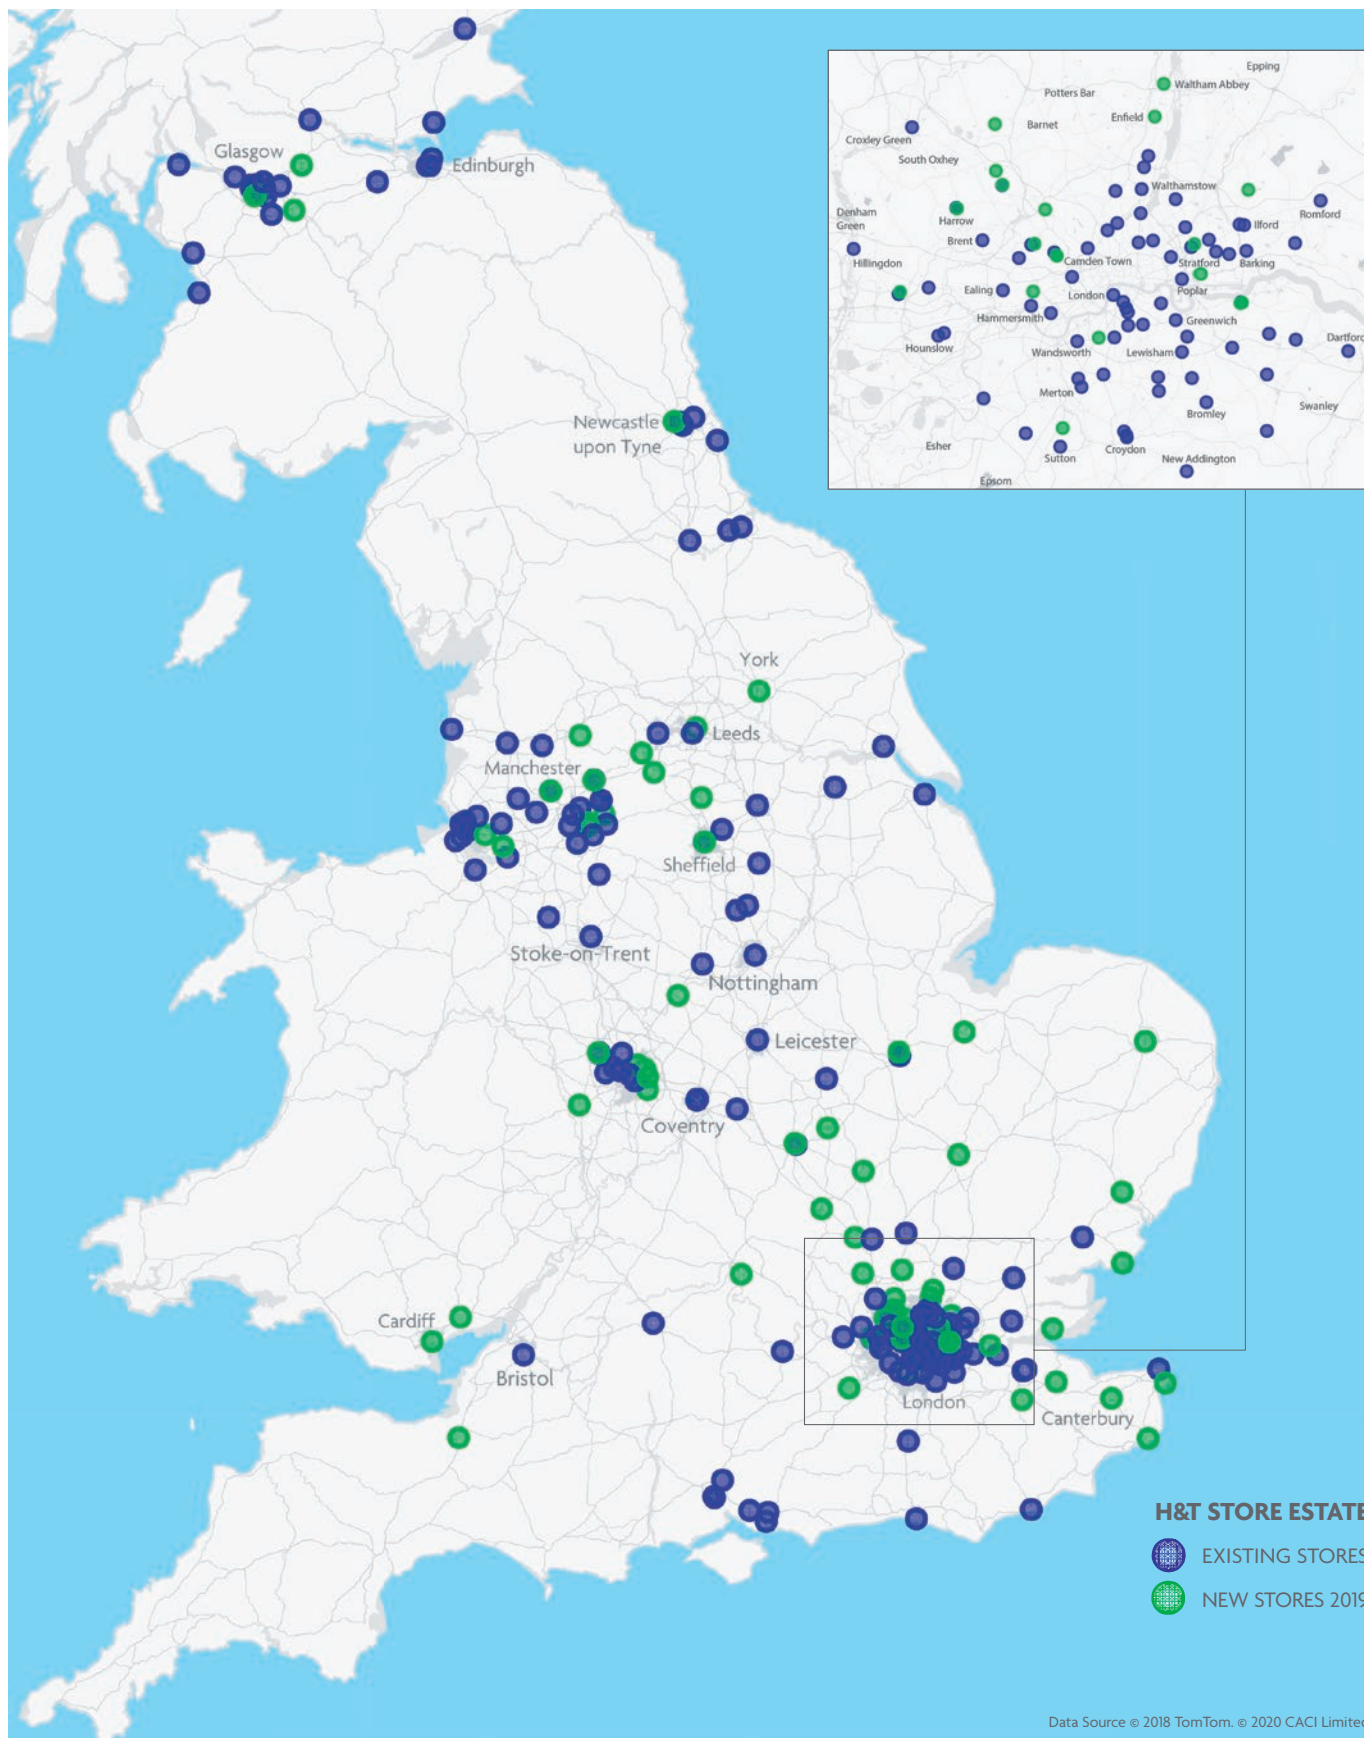 Epping
Waltham Abbey
Potters Bar
Enfield
Barnet
Croxley Green
South Oxhey
Walthamstow
Denham
Green
Harrow
Romford
Ilford
Brent
Hillingdon
Camden Town
Stratford
Barking
Ealing
London
Poplar
Hammersmith
Greenwich
Hounslow
Wandsworth
Lewisham
Dartford
Merton
Bromley
Swanley
Esher
Sutton
Croydon
New Addington
Epsom
Glasgow
Edinburgh
Newcastle
upon Tyne
York
Leeds
Manchester
Sheffield
Stoke-on-Trent
Nottingham
Leicester
Coventry
Cardiff
Bristol
London
Canterbury
H&T STORE ESTATE
EXISTING STORES
NEW STORES 2019
Data Source © 2018 TomTom. © 2020 CACI Limited